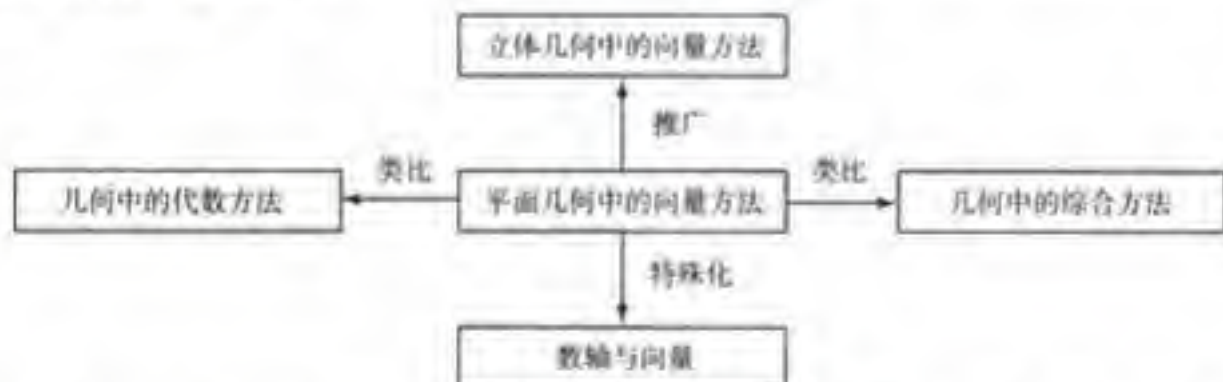 立体几何中的向量方法
推广
类比
类比
几何中的代数方法
平面几何中的向量方法
几何中的综合方法
特殊化
数轴与向量